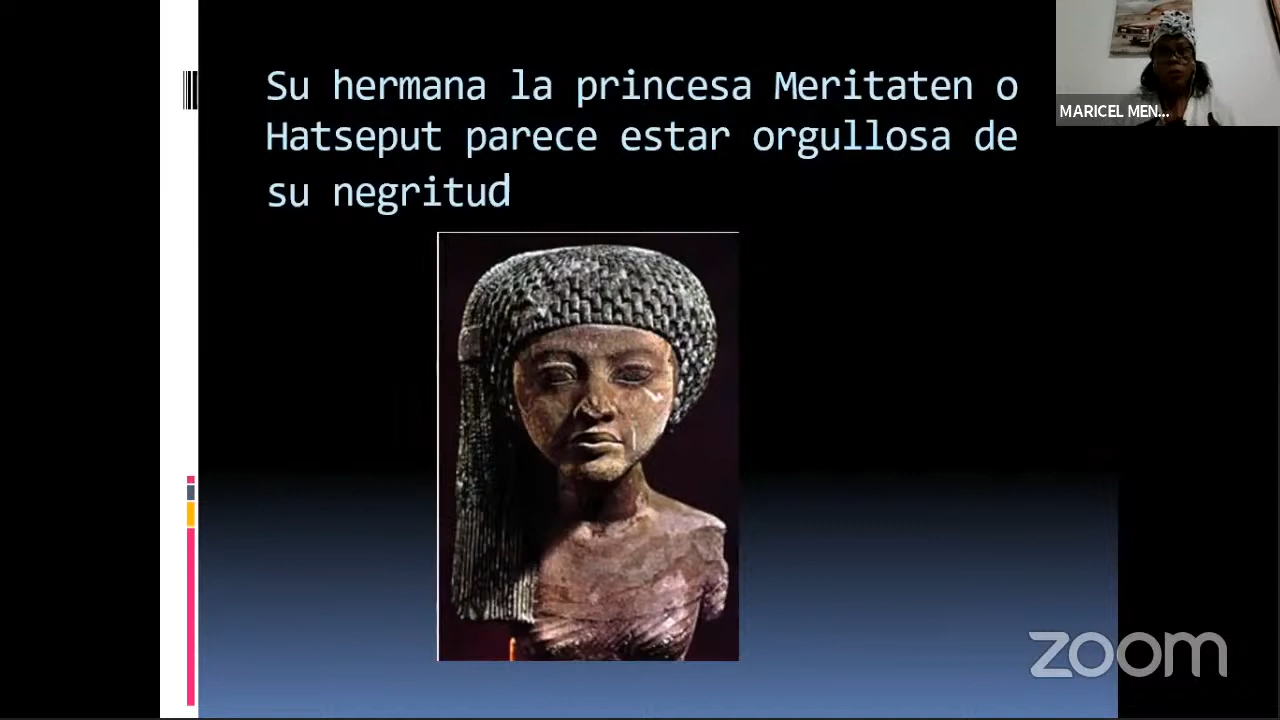 Su hermana la princesa Meritaten o
Hatseput parece estar orgullosa de
su negritud
MARICEL MEN...
zoom